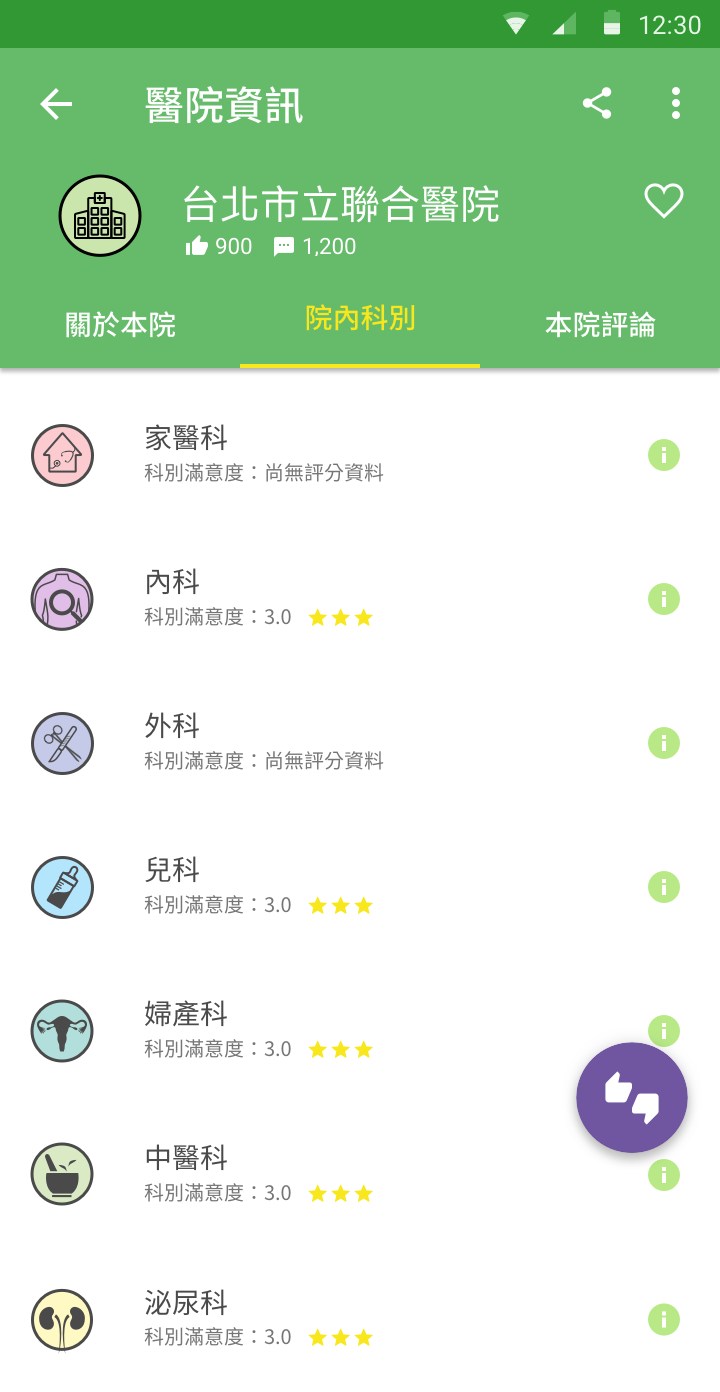 12:30
醫院資訊
台北市立聯合醫院
900 1,200
關於本院 院內科別 本院評論
家醫科
科別滿意度：尚無評分資料
內科
科別滿意度：3.0
外科
科別滿意度：尚無評分資料
兒科
科別滿意度：3.0
婦產科
科別滿意度：3.0
中醫科
科別滿意度：3.0
泌尿科
科別滿意度：3.0